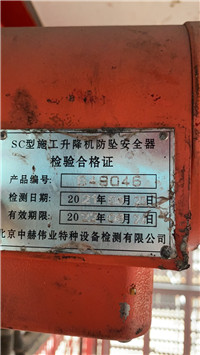 SC型施工升降机防坠安全器
检验合格证
产品编号:
检测日期: 20 年 月 日
有效期限: 20 年 月 日
北京中赫伟业特种设备检测有限公司